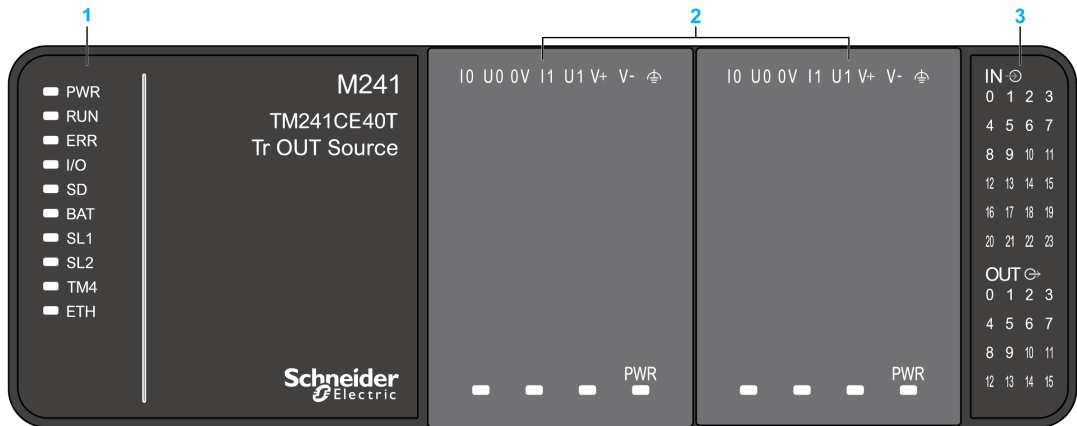 1
2
3
PWR
RUN
ERR
I/O
SD
BAT
SL1
SL2
TM4
ETH
M241
TM241CE40T
Tr OUT Source
Schneider
Electric
I0 U0 0V I1 U1 V+ V-
PWR
I0 U0 0V I1 U1 V+ V-
PWR
IN
0 1 2 3
4 5 6 7
8 9 10 11
12 13 14 15
16 17 18 19
20 21 22 23
OUT
0 1 2 3
4 5 6 7
8 9 10 11
12 13 14 15